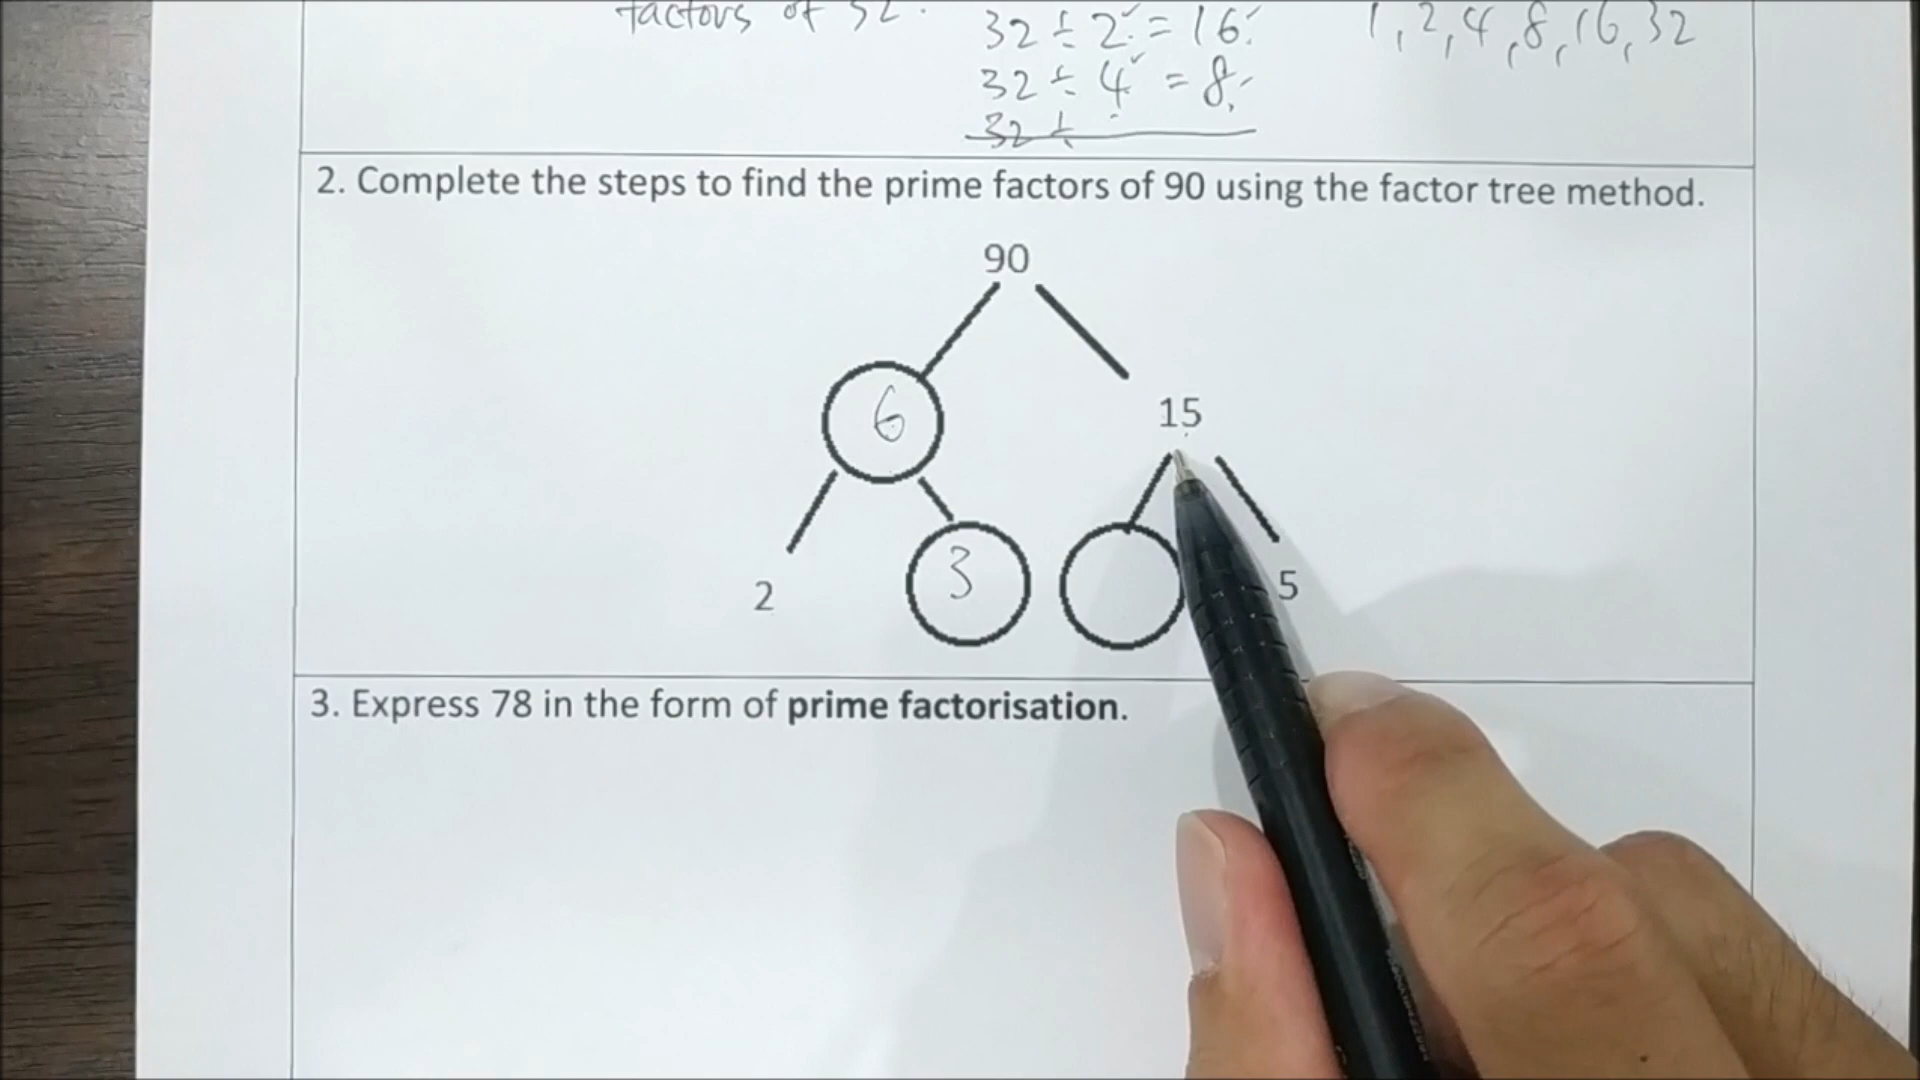 factors of 32.
32 ÷ 2 = 16
1, 2, 4, 8, 16, 32
32 ÷ 4 = 8
32 ÷
2. Complete the steps to find the prime factors of 90 using the factor tree method.
90
6
15
2
3
5
3. Express 78 in the form of prime factorisation.